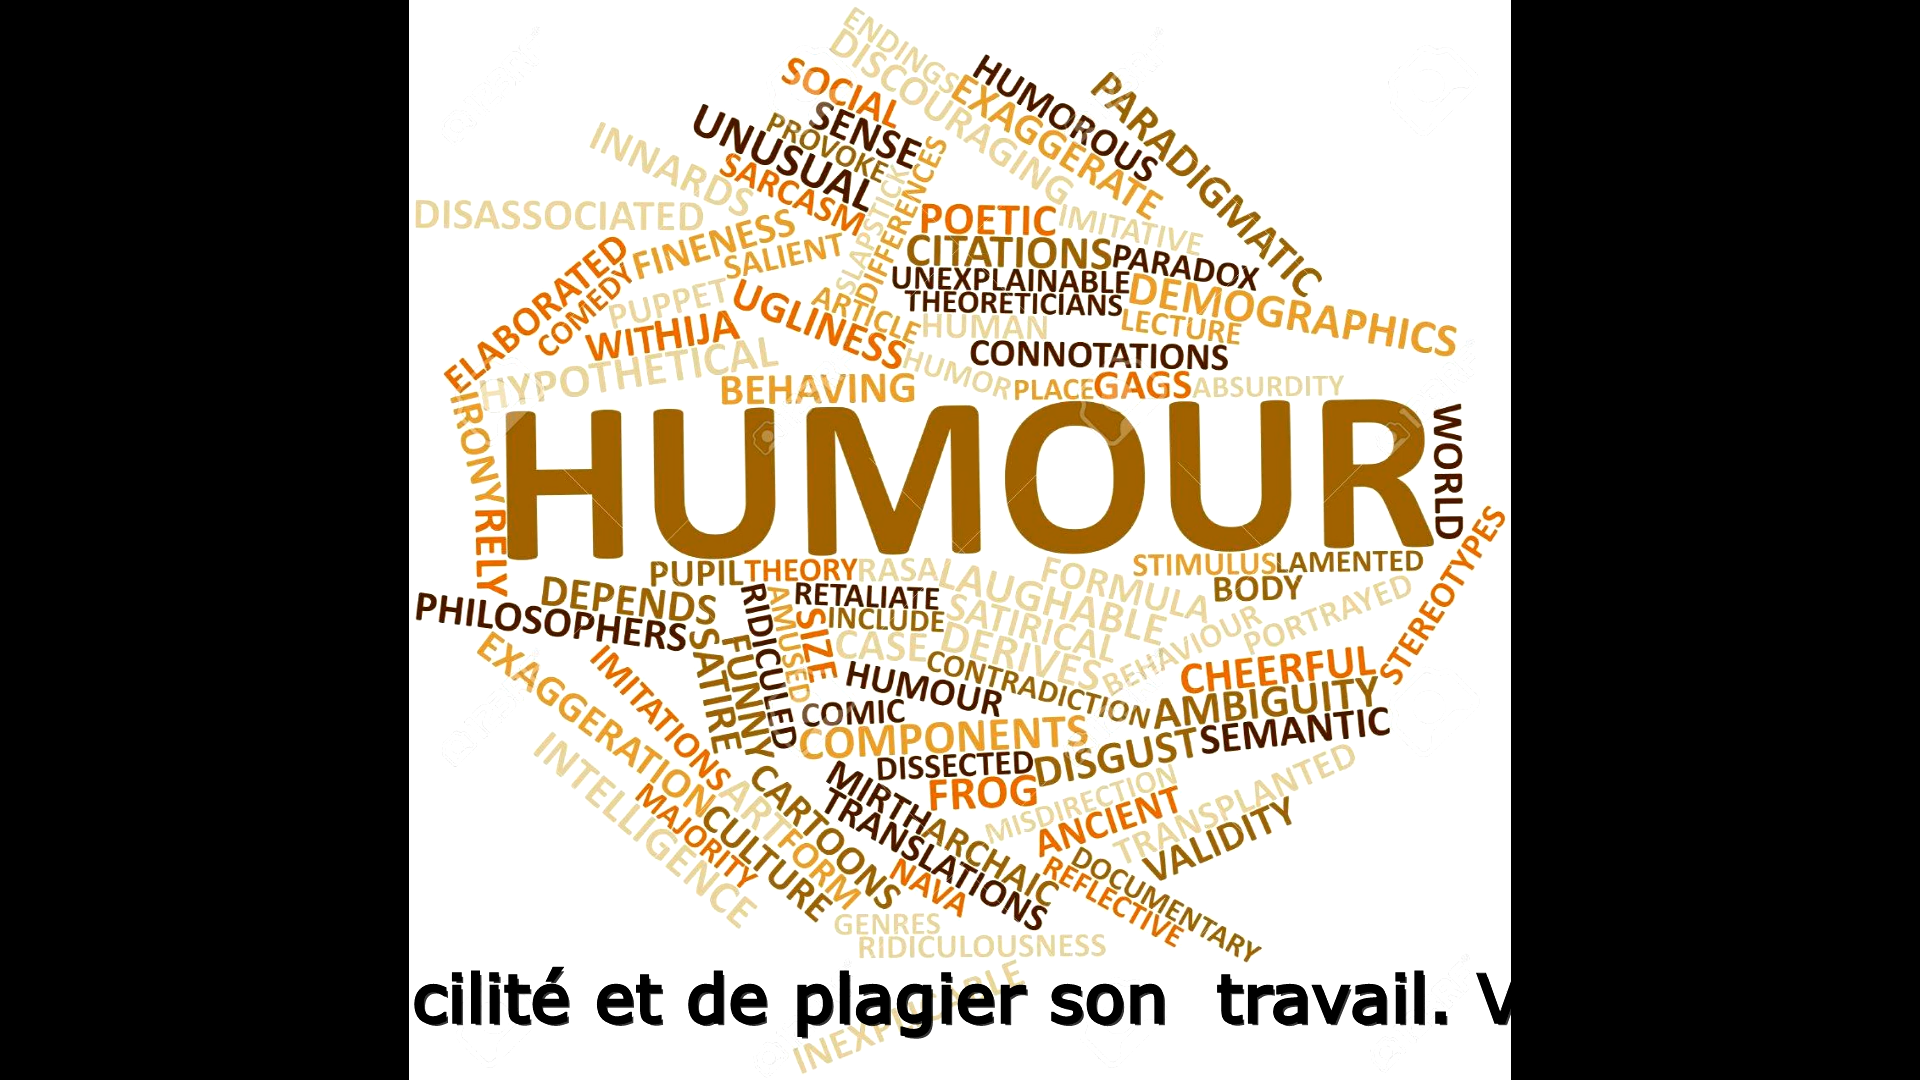 ENDINGS
DISCOURAGING
HUMOROUS
EXAGGERATE
PARADIGMATIC
SOCIAL
SENSE
PROVOKE
UNUSUAL
SARCASM
INNARDS
DISASSOCIATED
SLAPSTICK
DIFFERENCES
POETIC
IMITATIVE
CITATIONS
PARADOX
UNEXPLAINABLE
THEORETICIANS
DEMOGRAPHICS
FINENESS
SALIENT
ELABORATED
COMEDY
PUPPET
WITHIJA
UGLINESS
ARTICLE
HUMAN
LECTURE
CONNOTATIONS
HYPOTHETICAL
BEHAVING
HUMOR
PLACE
GAGS
ABSURDITY
IRONY
RELY
HUMOUR
WORLD
STEREOTYPES
PUPIL
THEORY
RASA
LAUGHABLE
FORMULA
STIMULUS
LAMENTED
BODY
DEPENDS
PHILOSOPHERS
RIDICULED
AMUSED
RETALIATE
SIZE
INCLUDE
SATIRICAL
CASE
DERIVES
BEHAVIOUR
PORTRAYED
SATIRE
FUNNY
HUMOUR
CONTRADICTION
CHEERFUL
AMBIGUITY
SEMANTIC
EXAGGERATION
IMITATIONS
COMIC
COMPONENTS
DISSECTED
DISGUST
FROG
MISDIRECTION
ANCIENT
TRANSPLANTED
VALIDITY
INTELLIGENCE
MAJORITY
CULTURE
ARTFORM
CARTOONS
MIRTH
TRANSLATIONS
ARCHAIC
NAVA
DOCUMENTARY
REFLECTIVE
GENRES
RIDICULOUSNESS
INEXPLICABLE
cilité et de plagier son travail. V